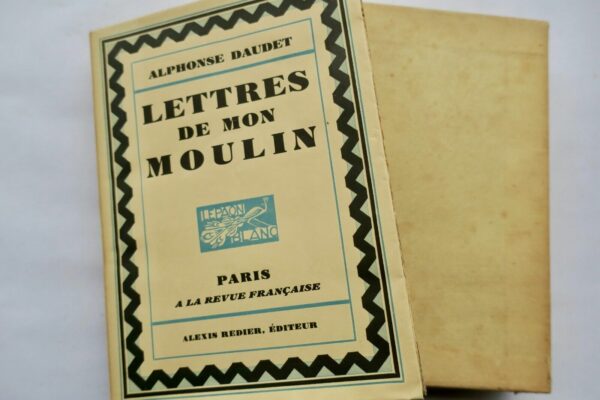 ALPHONSE DAUDET
LETTRES
DE MON
MOULIN
LE PAON
BLANC
PARIS
A LA REVUE FRANÇAISE
ALEXIS REDIER, ÉDITEUR